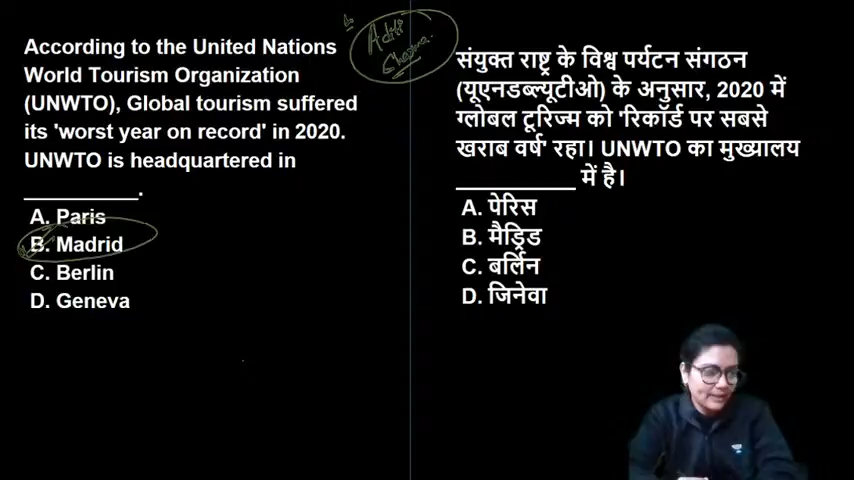 According to the United Nations
World Tourism Organization
(UNWTO), Global tourism suffered
its 'worst year on record' in 2020.
UNWTO is headquartered in
__________.
A. Paris
B. Madrid
C. Berlin
D. Geneva
संयुक्त राष्ट्र के विश्व पर्यटन संगठन
(यूएनडब्ल्यूटीओ) के अनुसार, 2020 में
ग्लोबल टूरिज्म को 'रिकॉर्ड पर सबसे
खराब वर्ष' रहा। UNWTO का मुख्यालय
__________ में है।
A. पेरिस
B. मैड्रिड
C. बर्लिन
D. जिनेवा